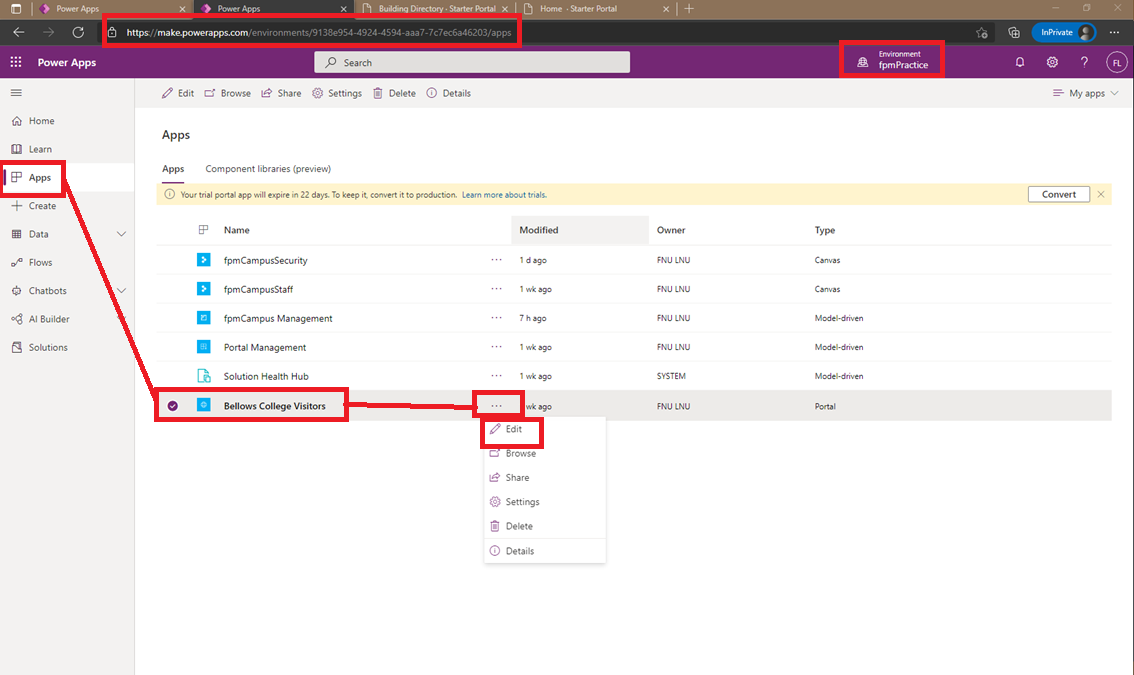 Power Apps
Power Apps
Building Directory - Starter Portal
Home · Starter Portal
https://make.powerapps.com/environments/9138e954-4924-4594-aaa7-7c7ec6a46203/apps
InPrivate
Power Apps
Search
Environment
fpmPractice
FL
Edit
Browse
Share
Settings
Delete
Details
My apps
Home
Learn
Apps
Create
Data
Flows
Chatbots
AI Builder
Solutions
Apps
Apps
Component libraries (preview)
Your trial portal app will expire in 22 days. To keep it, convert it to production. Learn more about trials.
Convert
Name Modified Owner Type
fpmCampusSecurity ... 1 d ago FNU LNU Canvas
fpmCampusStaff ... 1 wk ago FNU LNU Canvas
fpmCampus Management ... 7 h ago FNU LNU Model-driven
Portal Management ... 1 wk ago FNU LNU Model-driven
Solution Health Hub ... 1 wk ago SYSTEM Model-driven
Bellows College Visitors ... wk ago FNU LNU Portal
Edit
Browse
Share
Settings
Delete
Details